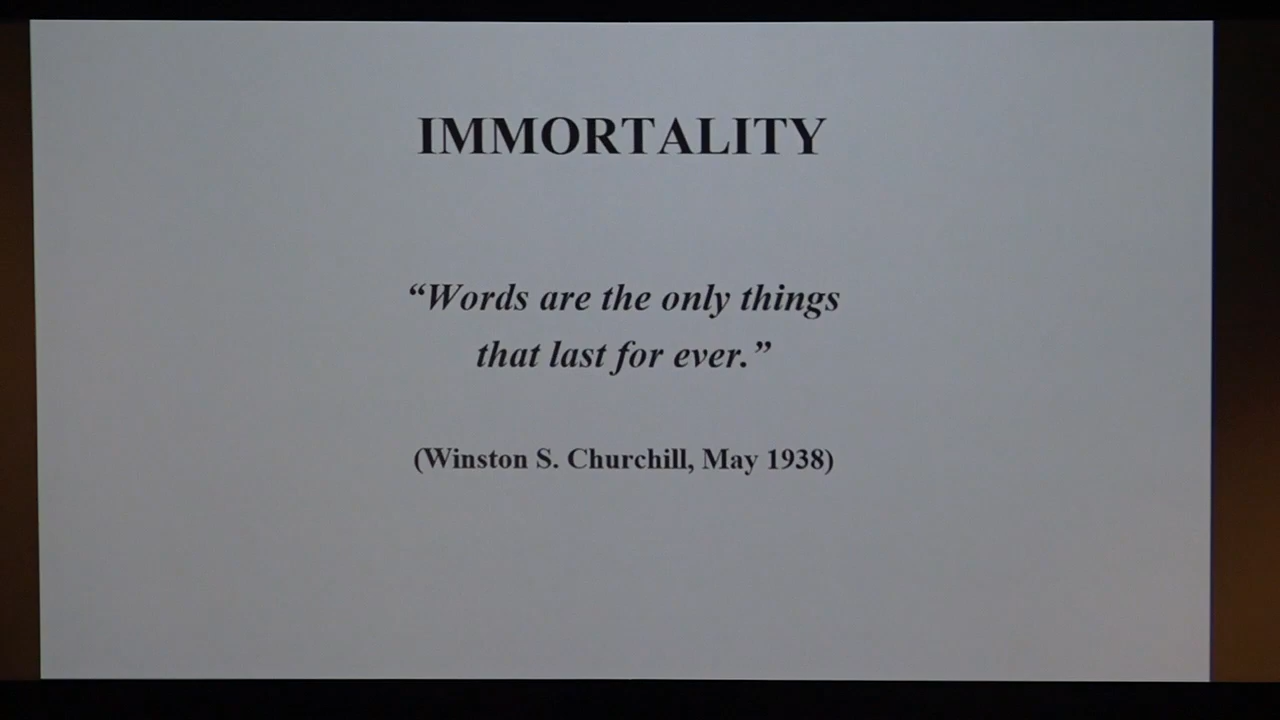 IMMORTALITY
“Words are the only things
that last for ever.”
(Winston S. Churchill, May 1938)